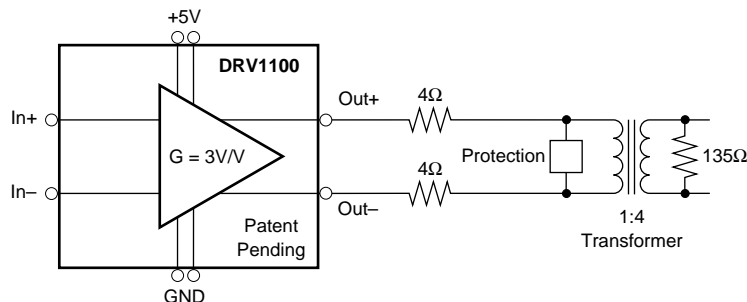 +5V
DRV1100
In+
Out+
4Ω
G = 3V/V
Protection
135Ω
In–
4Ω
Out–
Patent
Pending
1:4
Transformer
GND